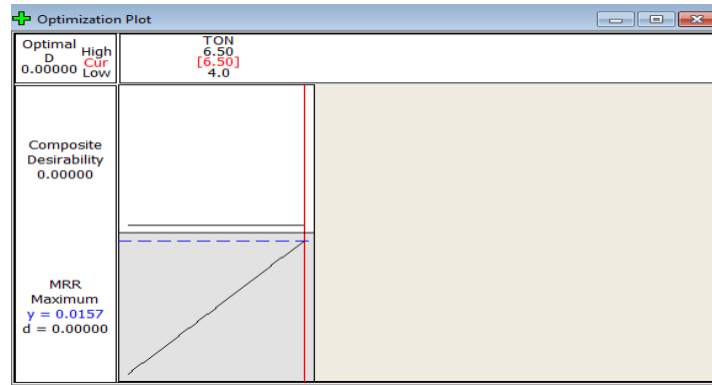 Optimization Plot
Optimal
D
0.00000
High
Cur
Low
TON
6.50
[6.50]
4.0
Composite
Desirability
0.00000
MRR
Maximum
y = 0.0157
d = 0.00000